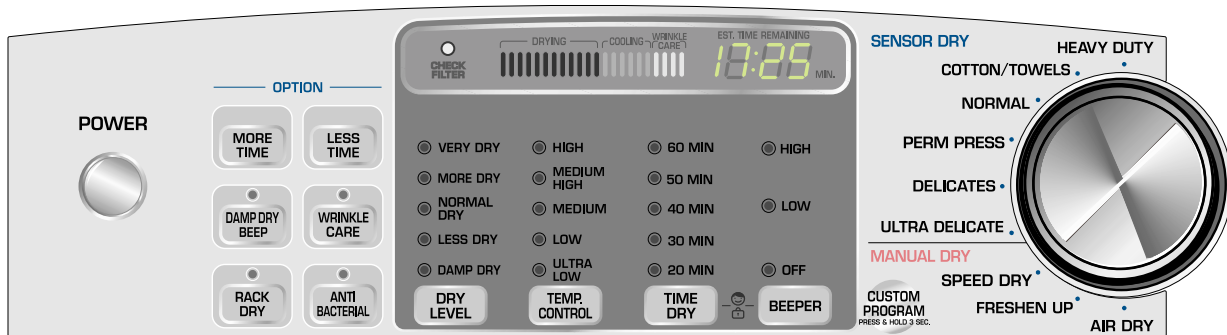 POWER
OPTION
MORE
TIME
LESS
TIME
DAMP DRY
BEEP
WRINKLE
CARE
RACK
DRY
ANTI
BACTERIAL
CHECK
FILTER
DRYING
COOLING
WRINKLE
CARE
EST. TIME REMAINING
17:25
MIN.
VERY DRY
MORE DRY
NORMAL
DRY
LESS DRY
DAMP DRY
DRY
LEVEL
HIGH
MEDIUM
HIGH
MEDIUM
LOW
ULTRA
LOW
TEMP.
CONTROL
60 MIN
50 MIN
40 MIN
30 MIN
20 MIN
TIME
DRY
HIGH
LOW
OFF
BEEPER
SENSOR DRY
HEAVY DUTY
COTTON/TOWELS
NORMAL
PERM PRESS
DELICATES
ULTRA DELICATE
MANUAL DRY
SPEED DRY
FRESHEN UP
AIR DRY
CUSTOM
PROGRAM
PRESS & HOLD 3 SEC.